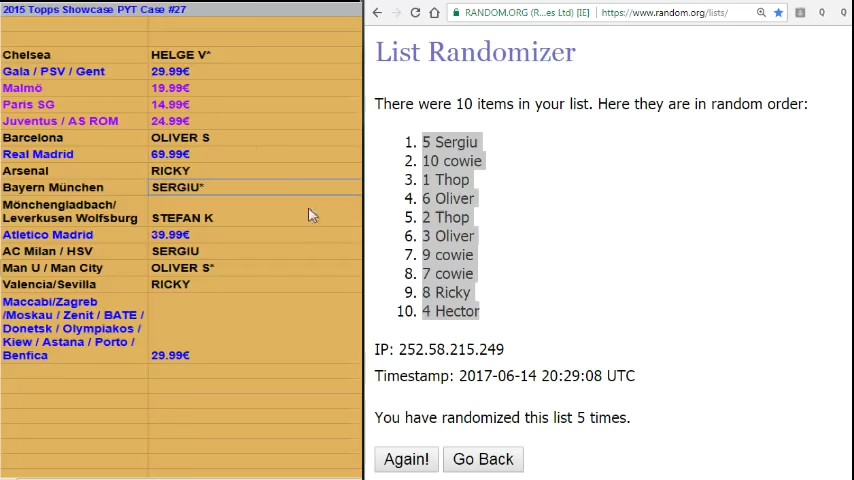 2015 Topps Showcase PYT Case #27
Chelsea HELGE V*
Gala / PSV / Gent 29.99€
Malmö 19.99€
Paris SG 14.99€
Juventus / AS ROM 24.99€
Barcelona OLIVER S
Real Madrid 69.99€
Arsenal RICKY
Bayern München SERGIU*
Mönchengladbach/
Leverkusen Wolfsburg STEFAN K
Atletico Madrid 39.99€
AC Milan / HSV SERGIU
Man U / Man City OLIVER S*
Valencia/Sevilla RICKY
Maccabi/Zagreb
/Moskau / Zenit / BATE /
Donetsk / Olympiakos /
Kiew / Astana / Porto /
Benfica 29.99€
RANDOM.ORG (R...es Ltd) [IE] https://www.random.org/lists/
List Randomizer
There were 10 items in your list. Here they are in random order:
1. 5 Sergiu
2. 10 cowie
3. 1 Thop
4. 6 Oliver
5. 2 Thop
6. 3 Oliver
7. 9 cowie
8. 7 cowie
9. 8 Ricky
10. 4 Hector
IP: 252.58.215.249
Timestamp: 2017-06-14 20:29:08 UTC
You have randomized this list 5 times.
Again! Go Back